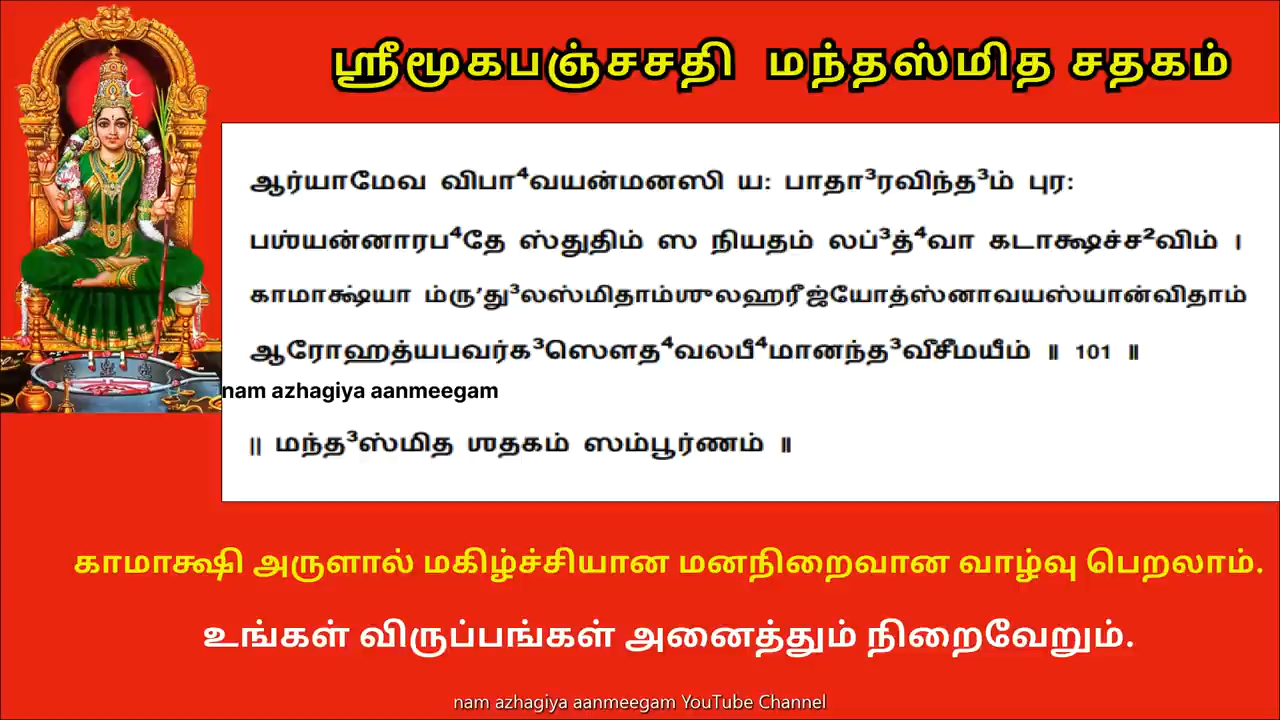 ஸ்ரீமூகபஞ்சசதி மந்தஸ்மித சதகம்
ஆர்யாமேவ விபா⁴வயன்மனஸி ய: பாதா³ரவிந்த³ம் புர:
பஶ்யன்னாரப⁴தே ஸ்துதிம் ஸ நியதம் லப்³த்⁴வா கடாக்ஷச்ச²விம் ।
காமாக்ஷ்யா ம்ரு'து³லஸ்மிதாம்ஶுலஹரீஜ்யோத்ஸ்னாவயஸ்யான்விதாம்
ஆரோஹத்யபவர்க³ஸௌத⁴வலபீ⁴மானந்த³வீசீமயீம் ॥ 101 ॥
nam azhagiya aanmeegam
|| மந்த³ஸ்மித ஶதகம் ஸம்பூர்ணம் ॥
காமாக்ஷி அருளால் மகிழ்ச்சியான மனநிறைவான வாழ்வு பெறலாம்.
உங்கள் விருப்பங்கள் அனைத்தும் நிறைவேறும்.
nam azhagiya aanmeegam YouTube Channel